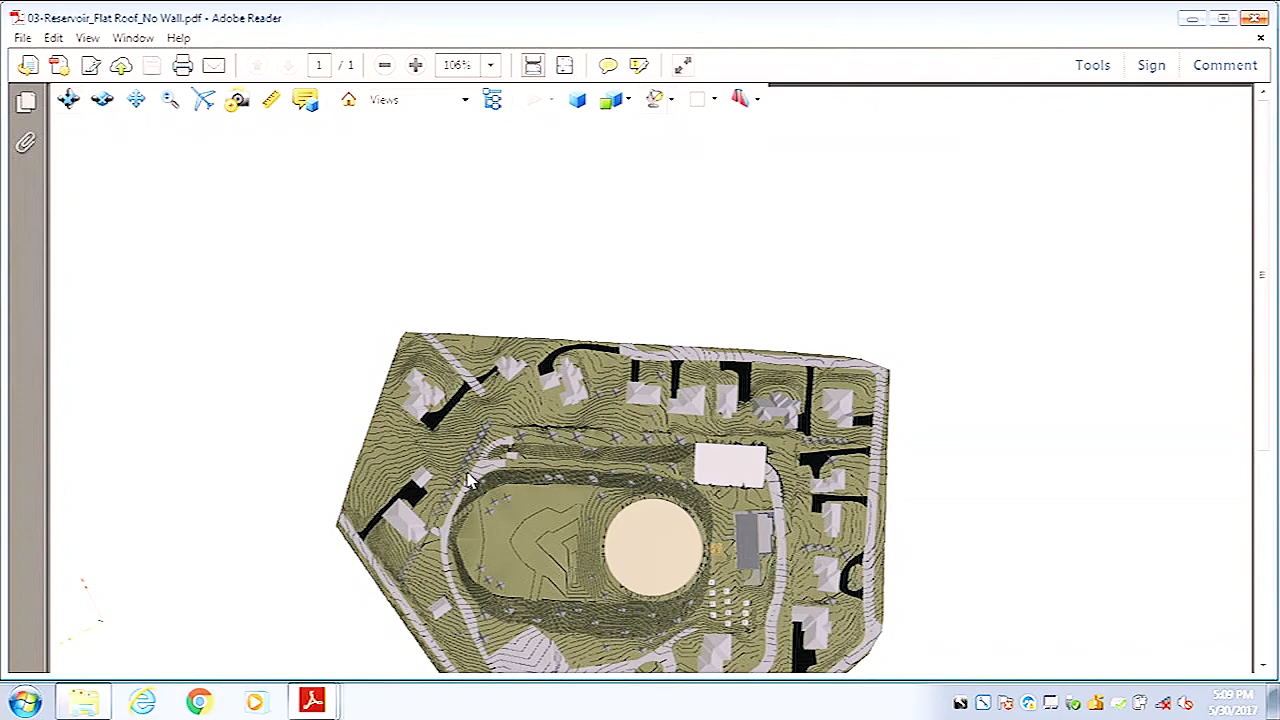 03-Reservoir_Flat Roof_No Wall.pdf - Adobe Reader
File Edit View Window Help
1 / 1 106% Tools Sign Comment
Views
5:09 PM
5/30/2017